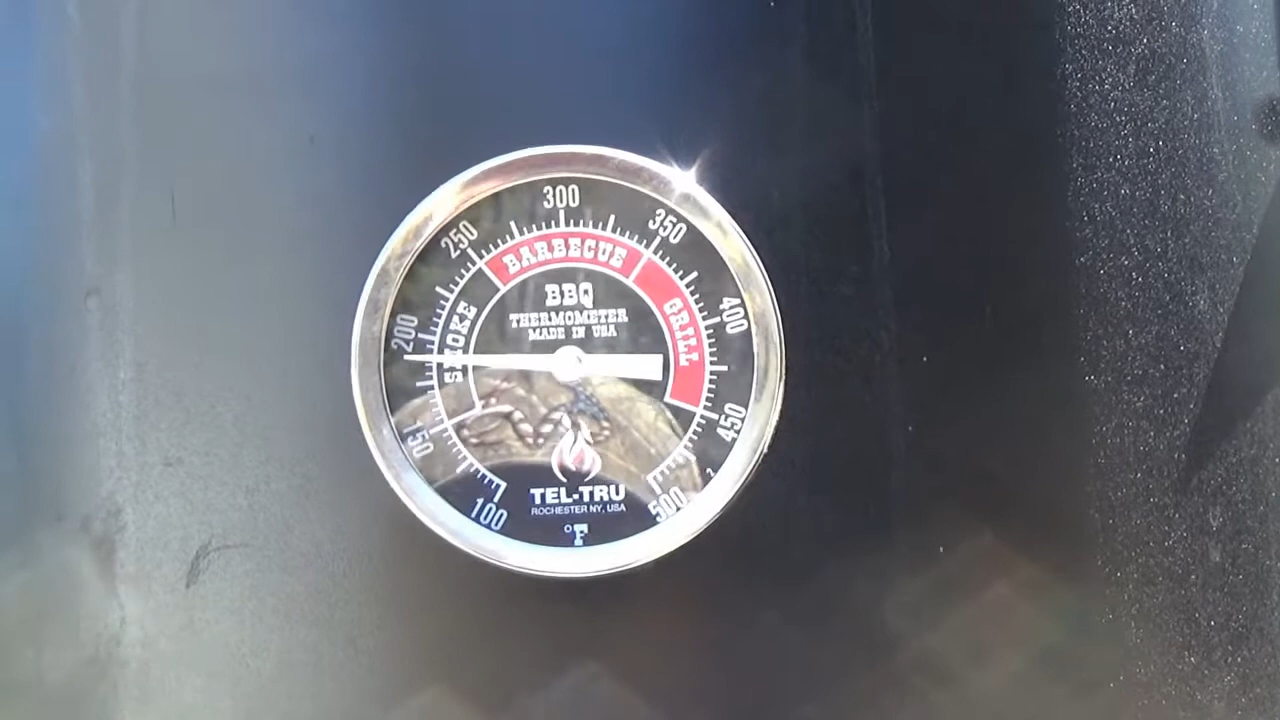 300
250
350
BARBECUE
200
SMOKE
BBQ
THERMOMETER
MADE IN USA
GRILL
400
150
450
100
500
TEL-TRU
ROCHESTER NY, USA
°F